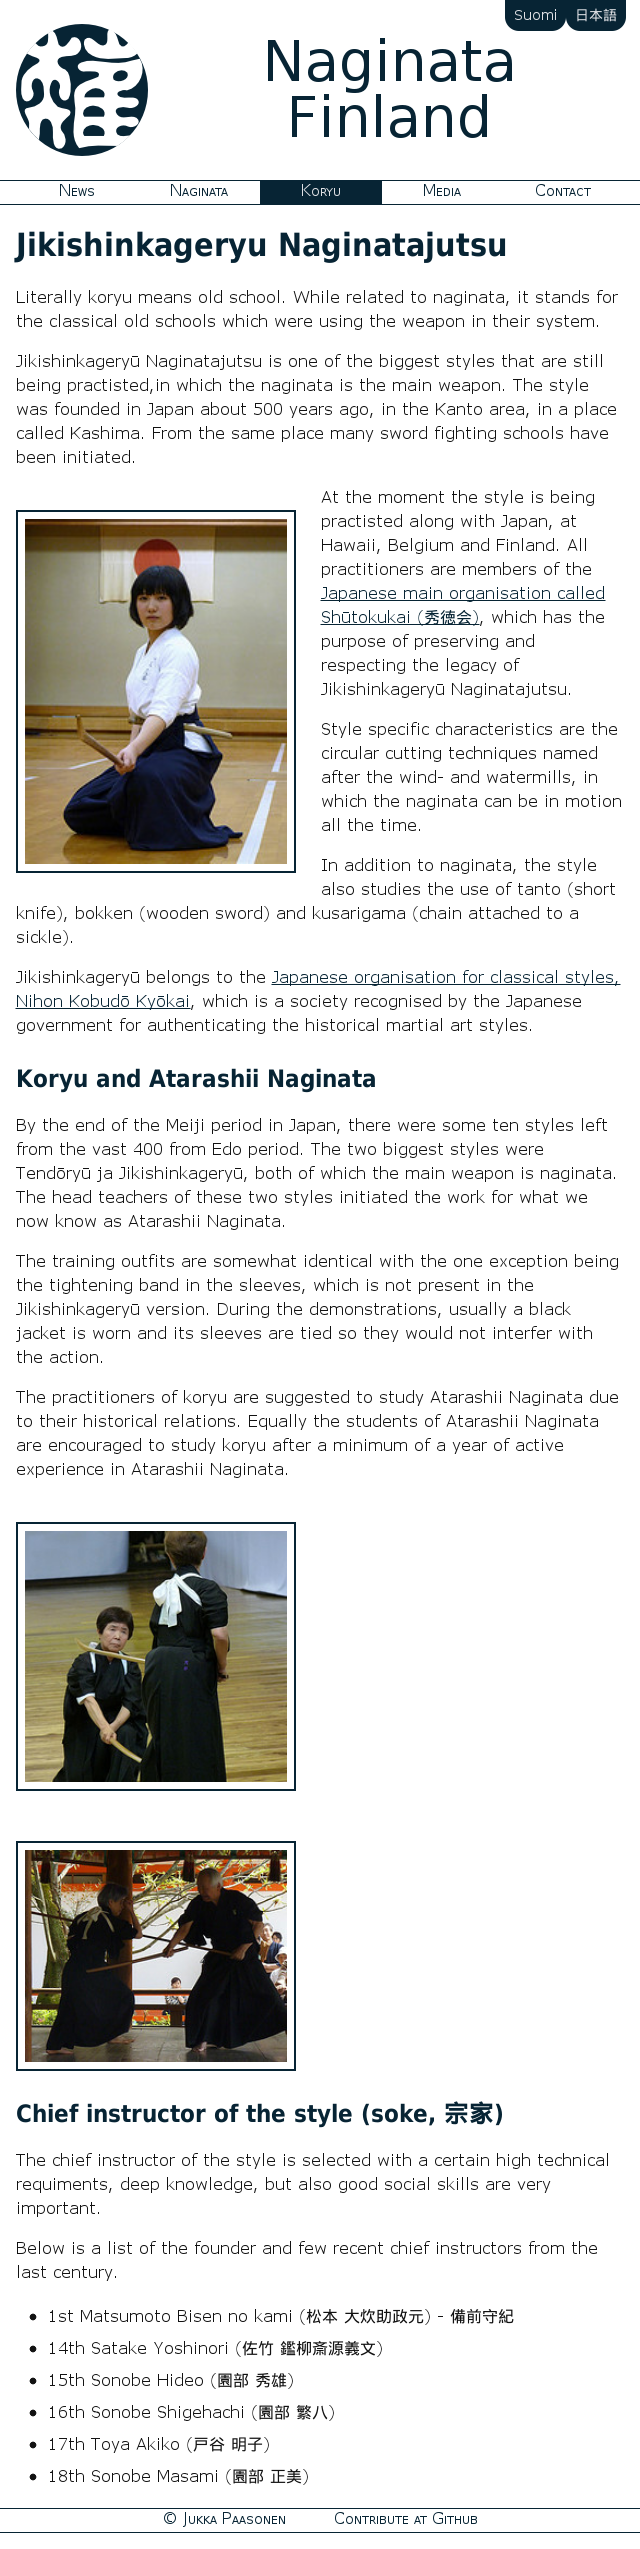 Suomi 日本語
Naginata
Finland
News Naginata Koryu Media Contact
Jikishinkageryu Naginatajutsu
Literally koryu means old school. While related to naginata, it stands for
the classical old schools which were using the weapon in their system.
Jikishinkageryū Naginatajutsu is one of the biggest styles that are still
being practisted,in which the naginata is the main weapon. The style
was founded in Japan about 500 years ago, in the Kanto area, in a place
called Kashima. From the same place many sword fighting schools have
been initiated.
At the moment the style is being
practisted along with Japan, at
Hawaii, Belgium and Finland. All
practitioners are members of the
Japanese main organisation called
Shūtokukai (秀徳会), which has the
purpose of preserving and
respecting the legacy of
Jikishinkageryū Naginatajutsu.
Style specific characteristics are the
circular cutting techniques named
after the wind- and watermills, in
which the naginata can be in motion
all the time.
In addition to naginata, the style
also studies the use of tanto (short
knife), bokken (wooden sword) and kusarigama (chain attached to a
sickle).
Jikishinkageryū belongs to the Japanese organisation for classical styles,
Nihon Kobudō Kyōkai, which is a society recognised by the Japanese
government for authenticating the historical martial art styles.
Koryu and Atarashii Naginata
By the end of the Meiji period in Japan, there were some ten styles left
from the vast 400 from Edo period. The two biggest styles were
Tendōryū ja Jikishinkageryū, both of which the main weapon is naginata.
The head teachers of these two styles initiated the work for what we
now know as Atarashii Naginata.
The training outfits are somewhat identical with the one exception being
the tightening band in the sleeves, which is not present in the
Jikishinkageryū version. During the demonstrations, usually a black
jacket is worn and its sleeves are tied so they would not interfer with
the action.
The practitioners of koryu are suggested to study Atarashii Naginata due
to their historical relations. Equally the students of Atarashii Naginata
are encouraged to study koryu after a minimum of a year of active
experience in Atarashii Naginata.
Chief instructor of the style (soke, 宗家)
The chief instructor of the style is selected with a certain high technical
requiments, deep knowledge, but also good social skills are very
important.
Below is a list of the founder and few recent chief instructors from the
last century.
• 1st Matsumoto Bisen no kami (松本 大炊助政元) - 備前守紀
• 14th Satake Yoshinori (佐竹 鑑柳斎源義文)
• 15th Sonobe Hideo (園部 秀雄)
• 16th Sonobe Shigehachi (園部 繁八)
• 17th Toya Akiko (戸谷 明子)
• 18th Sonobe Masami (園部 正美)
© Jukka Paasonen Contribute at Github